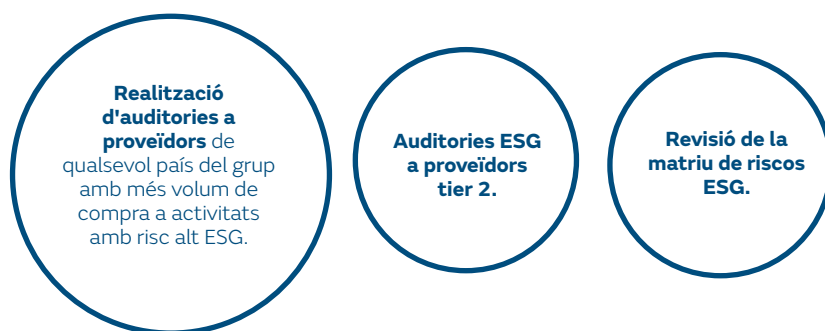 Realització
d'auditories a
proveïdors de
qualsevol país del grup
amb més volum de
compra a activitats
amb risc alt ESG.
Auditories ESG
a proveïdors
tier 2.
Revisió de la
matriu de riscos
ESG.